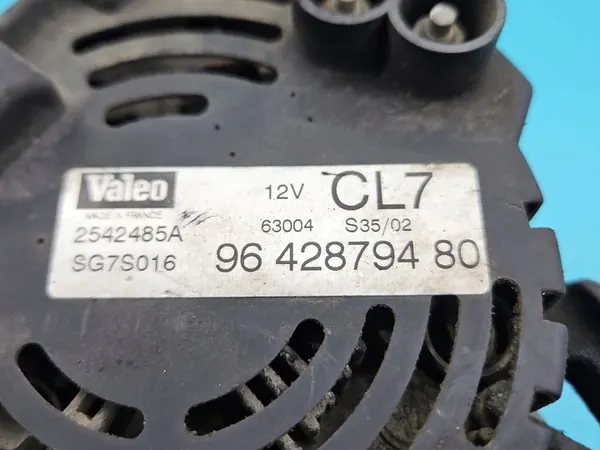 Valeo 12V CL7
MADE IN FRANCE
2542485A 63004 S35/02
SG7S016 96 428794 80